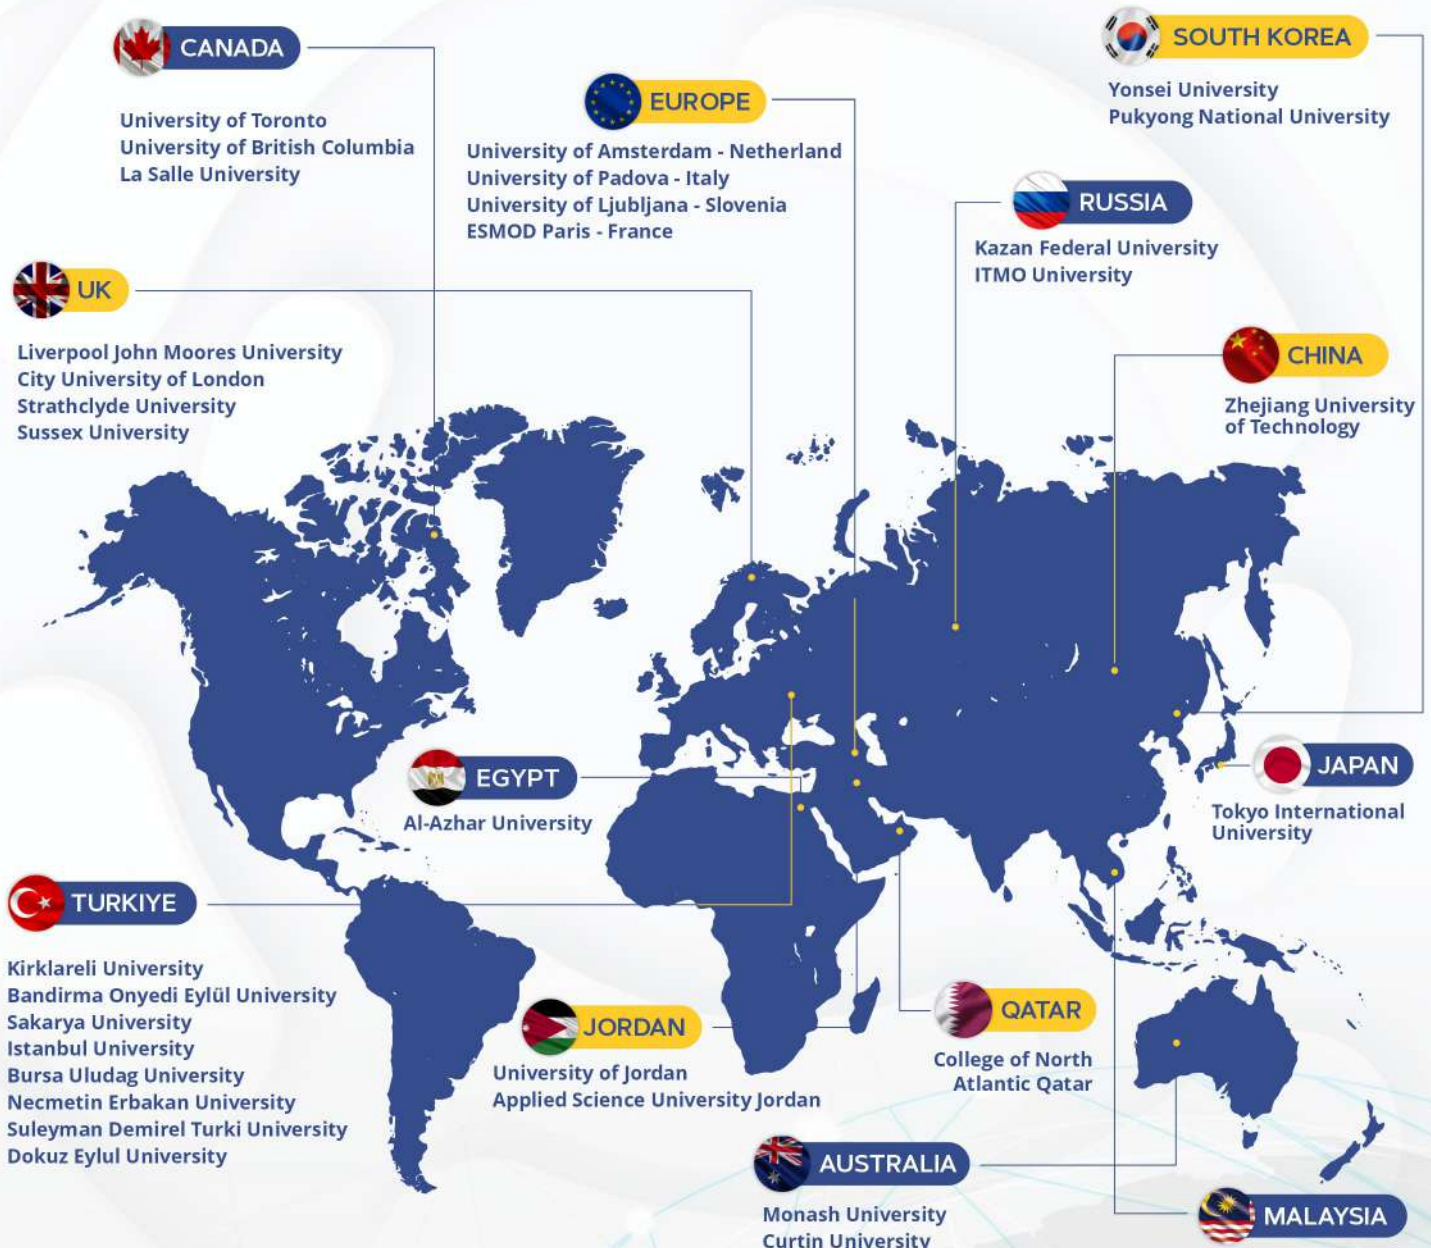 CANADA
University of Toronto
University of British Columbia
La Salle University
EUROPE
University of Amsterdam - Netherland
University of Padova - Italy
University of Ljubljana - Slovenia
ESMOD Paris - France
SOUTH KOREA
Yonsei University
Pukyong National University
RUSSIA
Kazan Federal University
ITMO University
UK
Liverpool John Moores University
City University of London
Strathclyde University
Sussex University
CHINA
Zhejiang University
of Technology
EGYPT
Al-Azhar University
JAPAN
Tokyo International
University
TURKIYE
Kirklareli University
Bandirma Onyedi Eylül University
Sakarya University
Istanbul University
Bursa Uludag University
Necmetin Erbakan University
Suleyman Demirel Turki University
Dokuz Eylul University
JORDAN
University of Jordan
Applied Science University Jordan
QATAR
College of North
Atlantic Qatar
AUSTRALIA
Monash University
Curtin University
MALAYSIA